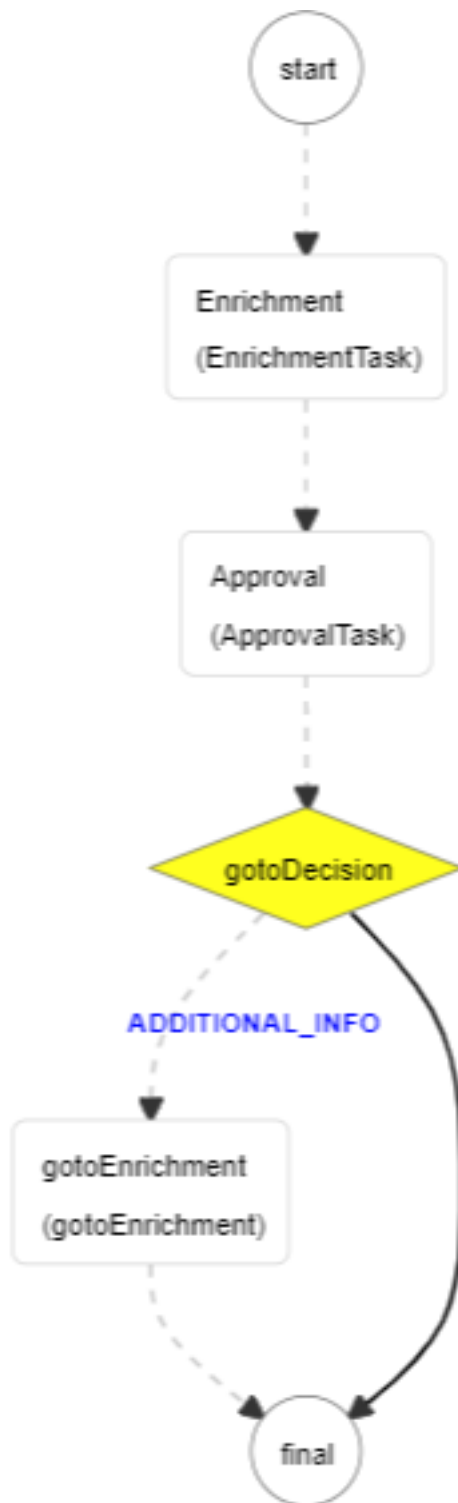 start
Enrichment
(EnrichmentTask)
Approval
(ApprovalTask)
gotoDecision
ADDITIONAL_INFO
gotoEnrichment
(gotoEnrichment)
final